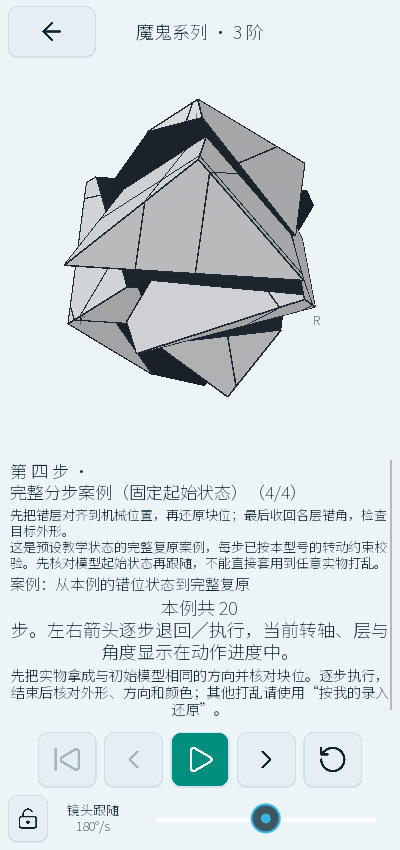 魔鬼系列 · 3 阶
R
第 四 步 ·
完整分步案例（固定起始状态）（4/4）
先把错层对齐到机械位置，再还原块位；最后收回各层错角，检查
目标外形。
这是预设教学状态的完整复原案例，每步已按本型号的转动约束校
验。先核对模型起始状态再跟随，不能直接套用到任意实物打乱。
案例：从本例的错位状态到完整复原
本例共 20
步。左右箭头逐步退回／执行，当前转轴、层与
角度显示在动作进度中。
先把实物拿成与初始模型相同的方向并核对块位。逐步执行，
结束后核对外形、方向和颜色；其他打乱请使用“按我的录入
还原”。
镜头跟随
180°/s